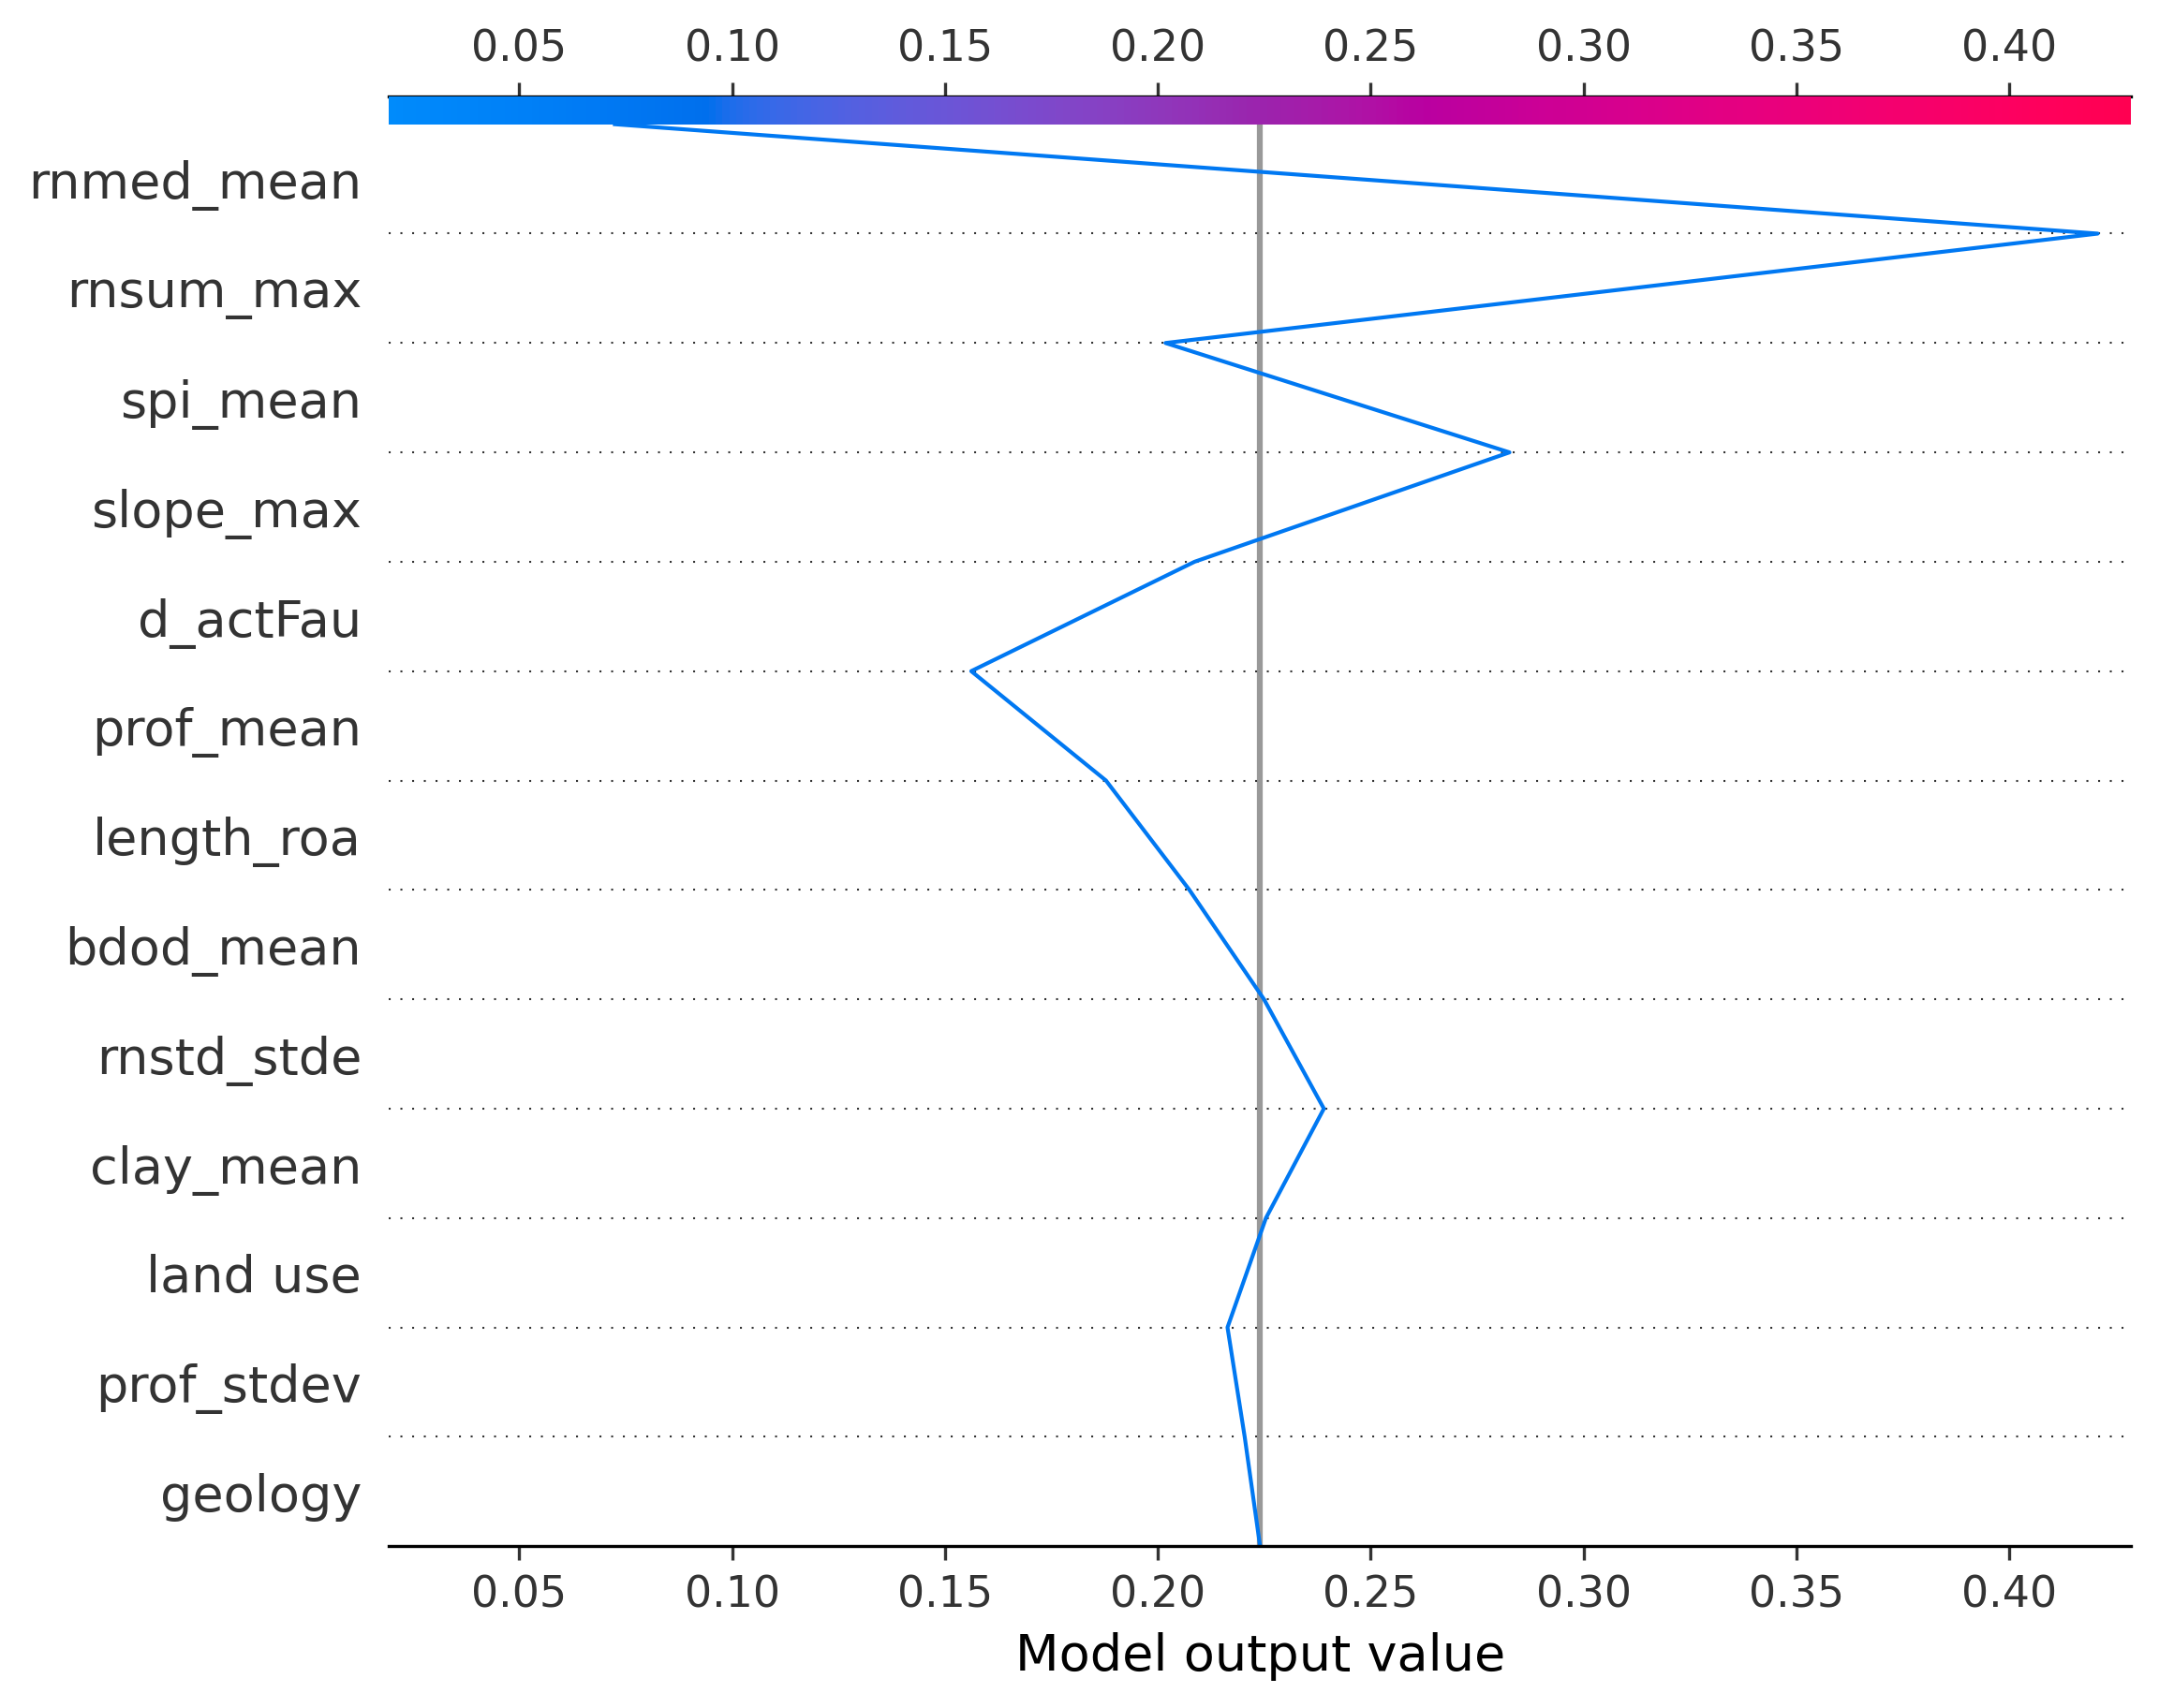 0.05 0.10 0.15 0.20 0.25 0.30 0.35 0.40
rnmed_mean
rnsum_max
spi_mean
slope_max
d_actFau
prof_mean
length_roa
bdod_mean
rnstd_stde
clay_mean
land use
prof_stdev
geology
0.05 0.10 0.15 0.20 0.25 0.30 0.35 0.40
Model output value